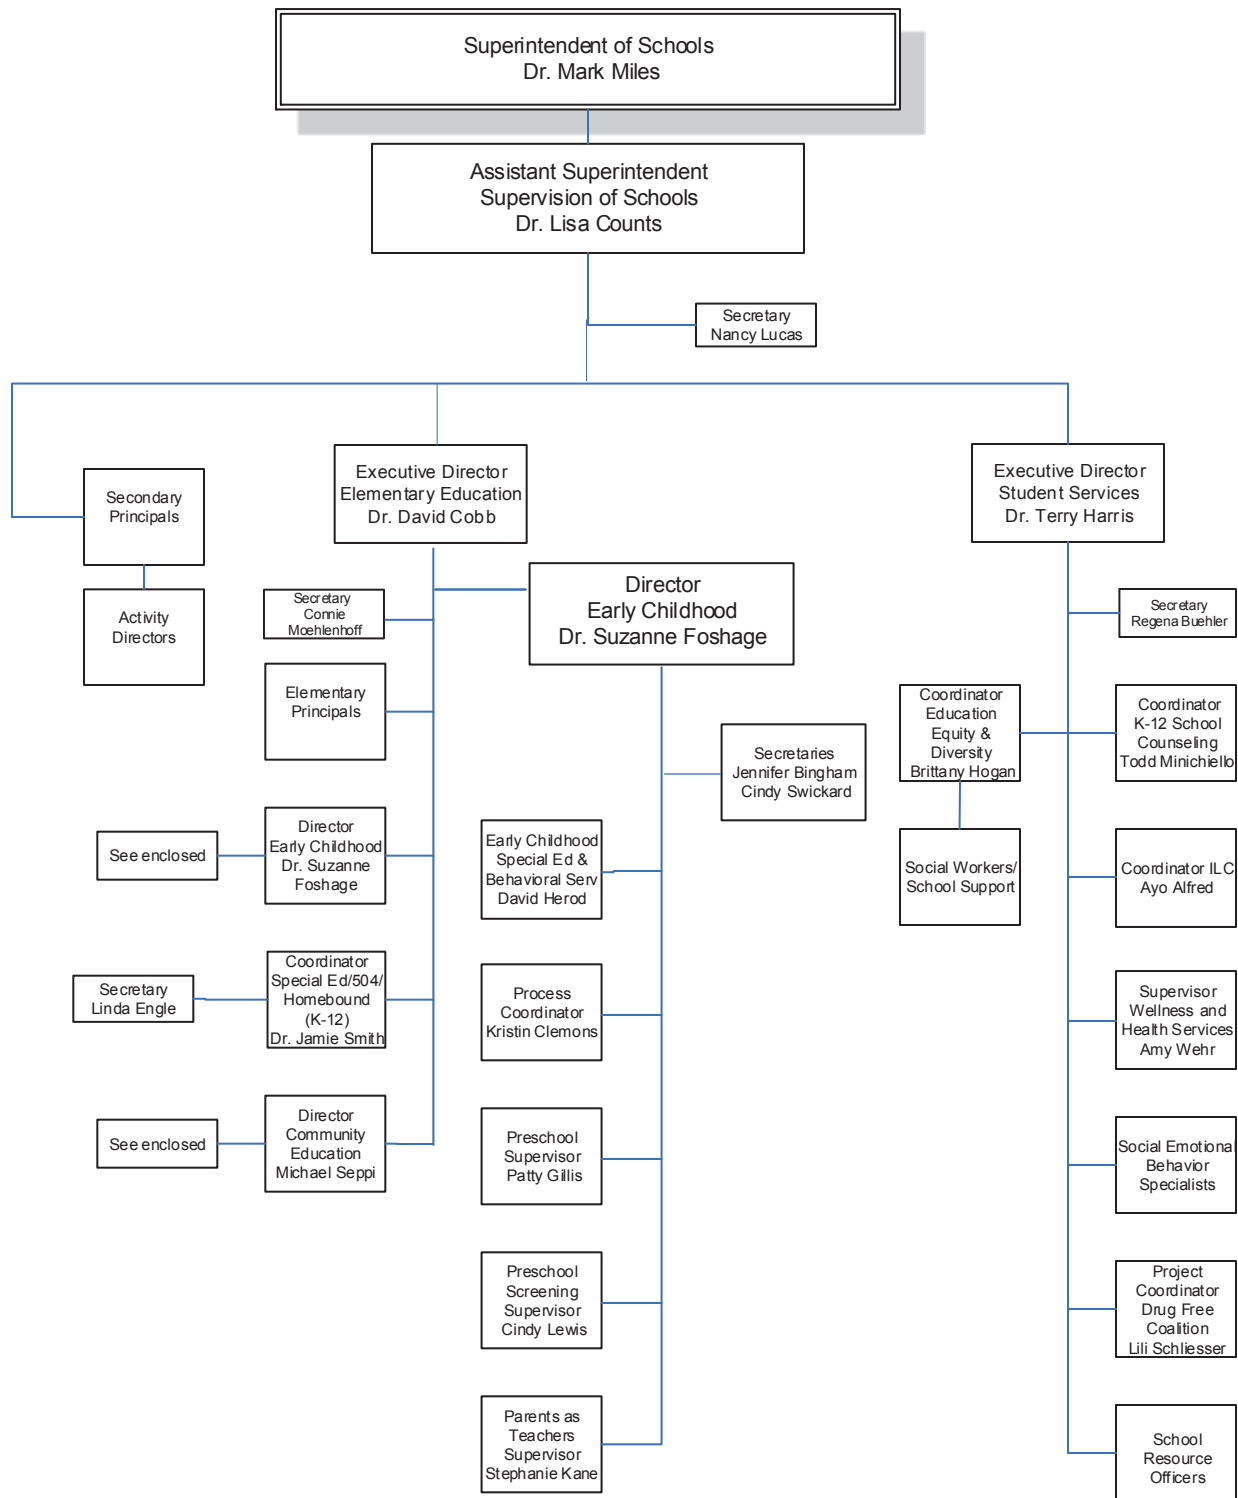 Superintendent of Schools
Dr. Mark Miles
Assistant Superintendent
Supervision of Schools
Dr. Lisa Counts
Secretary
Nancy Lucas
Secondary
Principals
Activity
Directors
Executive Director
Elementary Education
Dr. David Cobb
Secretary
Connie
Moehlenhoff
Elementary
Principals
See enclosed
Director
Early Childhood
Dr. Suzanne
Foshage
Secretary
Linda Engle
Coordinator
Special Ed/504/
Homebound
(K-12)
Dr. Jamie Smith
See enclosed
Director
Community
Education
Michael Seppi
Director
Early Childhood
Dr. Suzanne Foshage
Secretaries
Jennifer Bingham
Cindy Swickard
Early Childhood
Special Ed &
Behavioral Serv
David Herod
Process
Coordinator
Kristin Clemons
Preschool
Supervisor
Patty Gillis
Preschool
Screening
Supervisor
Cindy Lewis
Parents as
Teachers
Supervisor
Stephanie Kane
Executive Director
Student Services
Dr. Terry Harris
Secretary
Regena Buehler
Coordinator
Education
Equity &
Diversity
Brittany Hogan
Social Workers/
School Support
Coordinator
K-12 School
Counseling
Todd Minichiello
Coordinator ILC
Ayo Alfred
Supervisor
Wellness and
Health Services
Amy Wehr
Social Emotional
Behavior
Specialists
Project
Coordinator
Drug Free
Coalition
Lili Schliesser
School
Resource
Officers